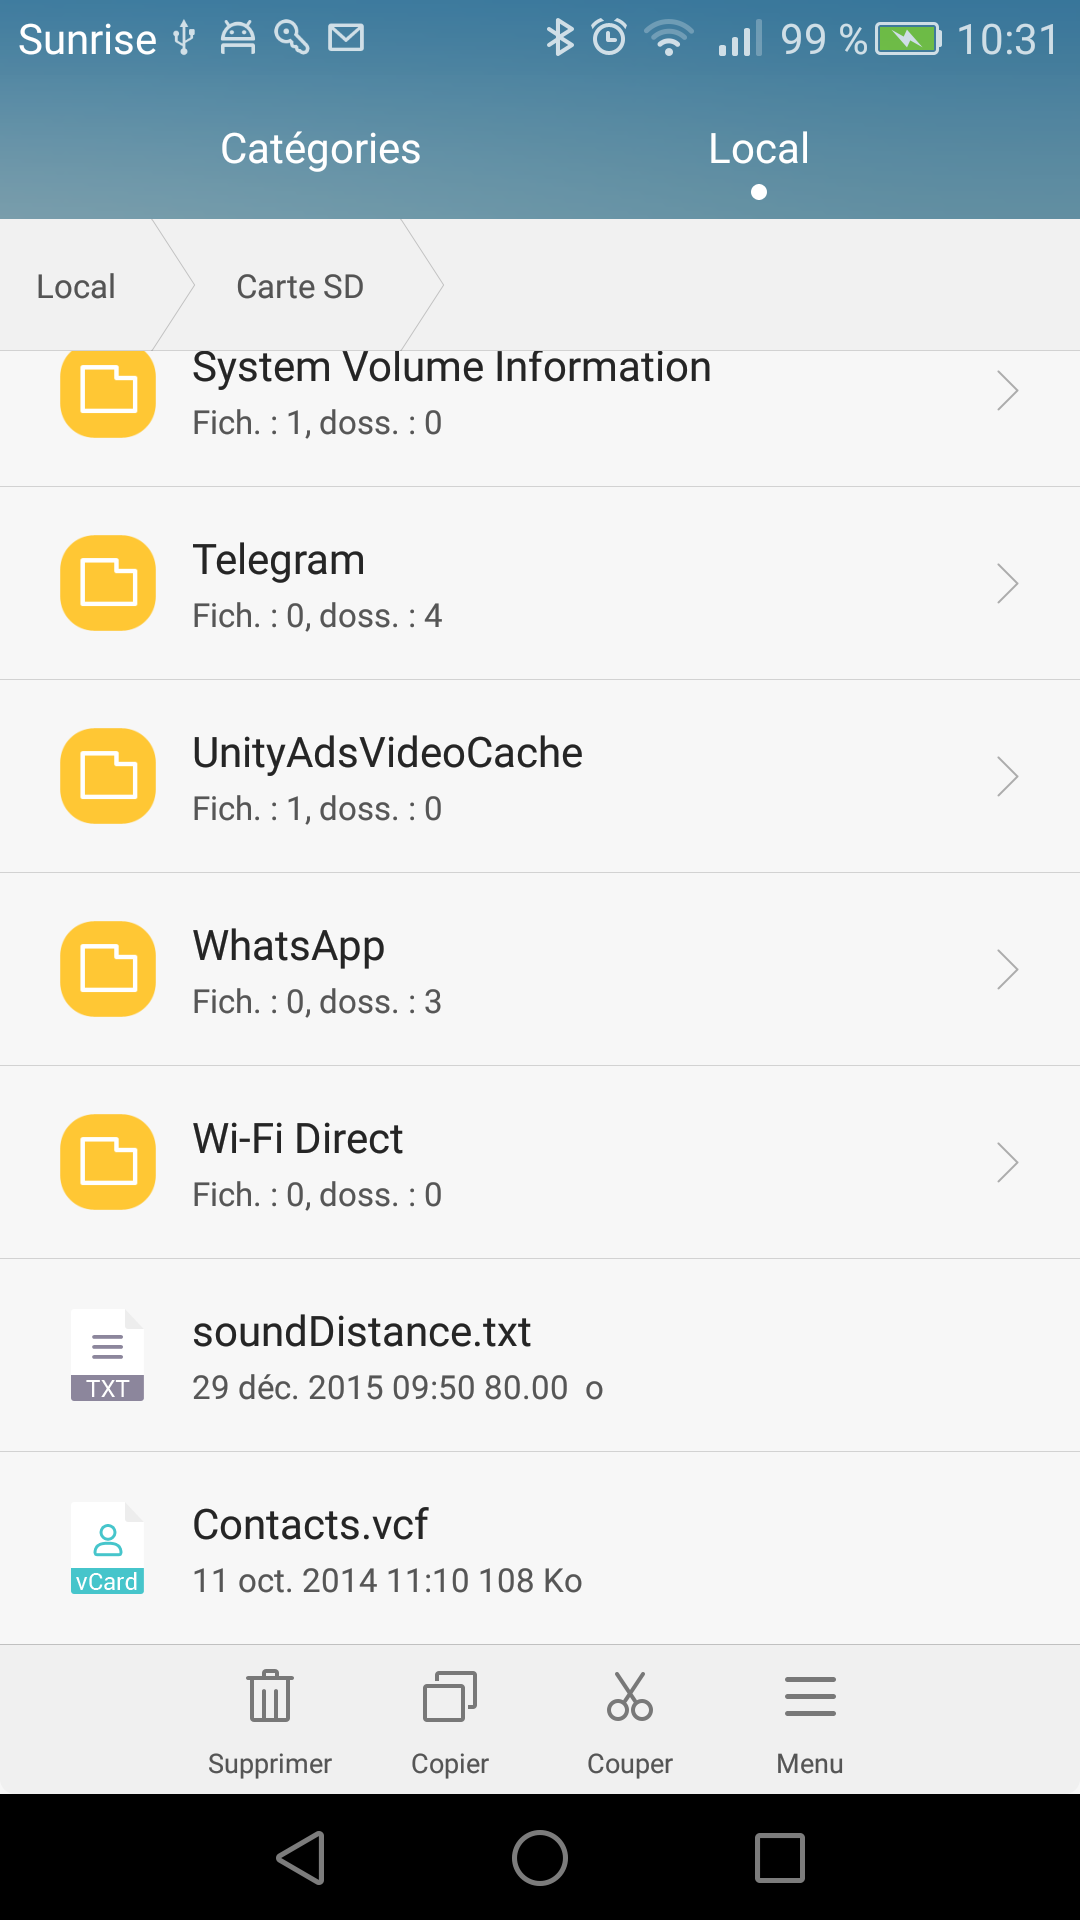 Sunrise 99 % 10:31
Catégories Local
Local Carte SD
System Volume Information
Fich. : 1, doss. : 0
Telegram
Fich. : 0, doss. : 4
UnityAdsVideoCache
Fich. : 1, doss. : 0
WhatsApp
Fich. : 0, doss. : 3
Wi-Fi Direct
Fich. : 0, doss. : 0
soundDistance.txt
TXT
29 déc. 2015 09:50 80.00 o
Contacts.vcf
vCard
11 oct. 2014 11:10 108 Ko
Supprimer Copier Couper Menu